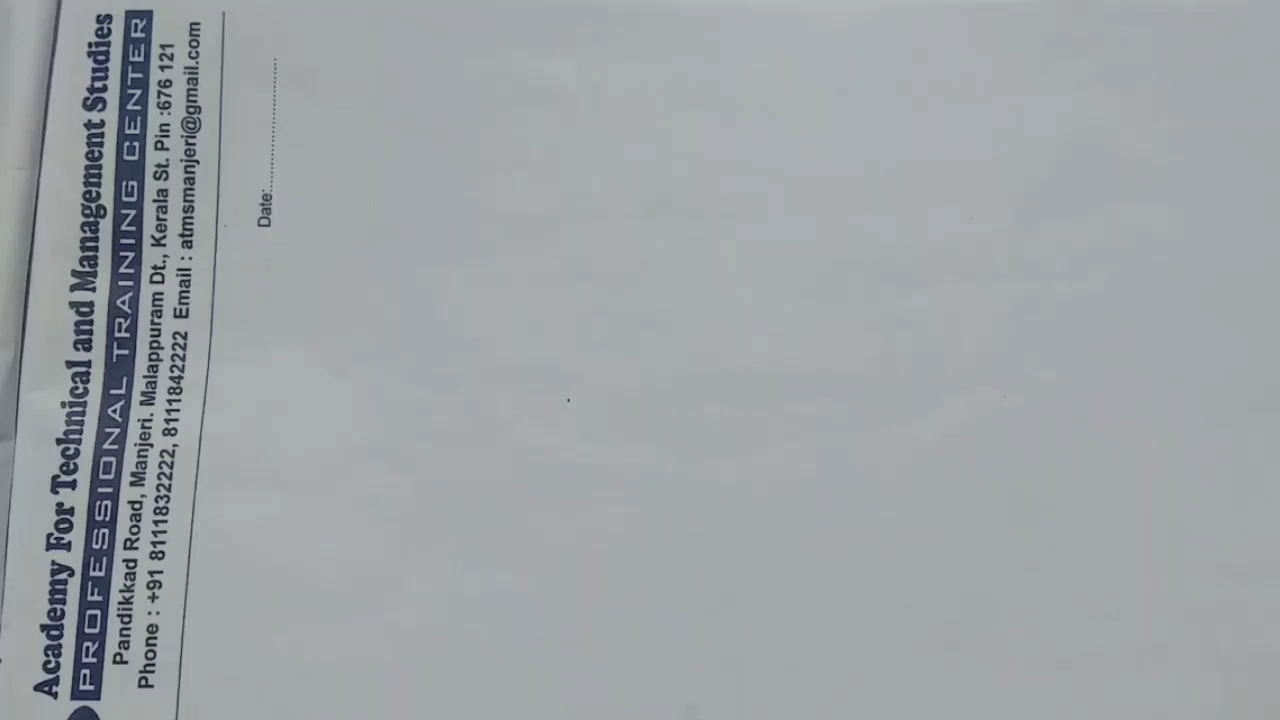 Academy For Technical and Management Studies
PROFESSIONAL TRAINING CENTER
Pandikkad Road, Manjeri. Malappuram Dt., Kerala St. Pin :676 121
Phone : +91 8111832222, 8111842222 Email : atmsmanjeri@gmail.com
Date:..............................